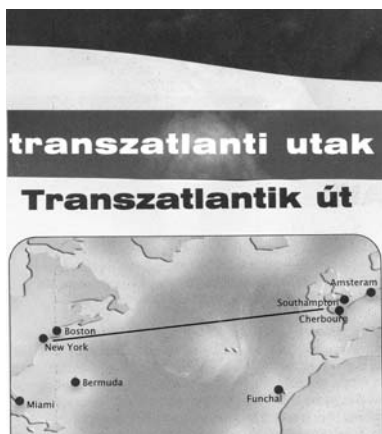 transzatlanti utak
Transzatlantik út
Amsteram
Southampton
Cherbourg
Boston
New York
Bermuda
Miami
Funchal